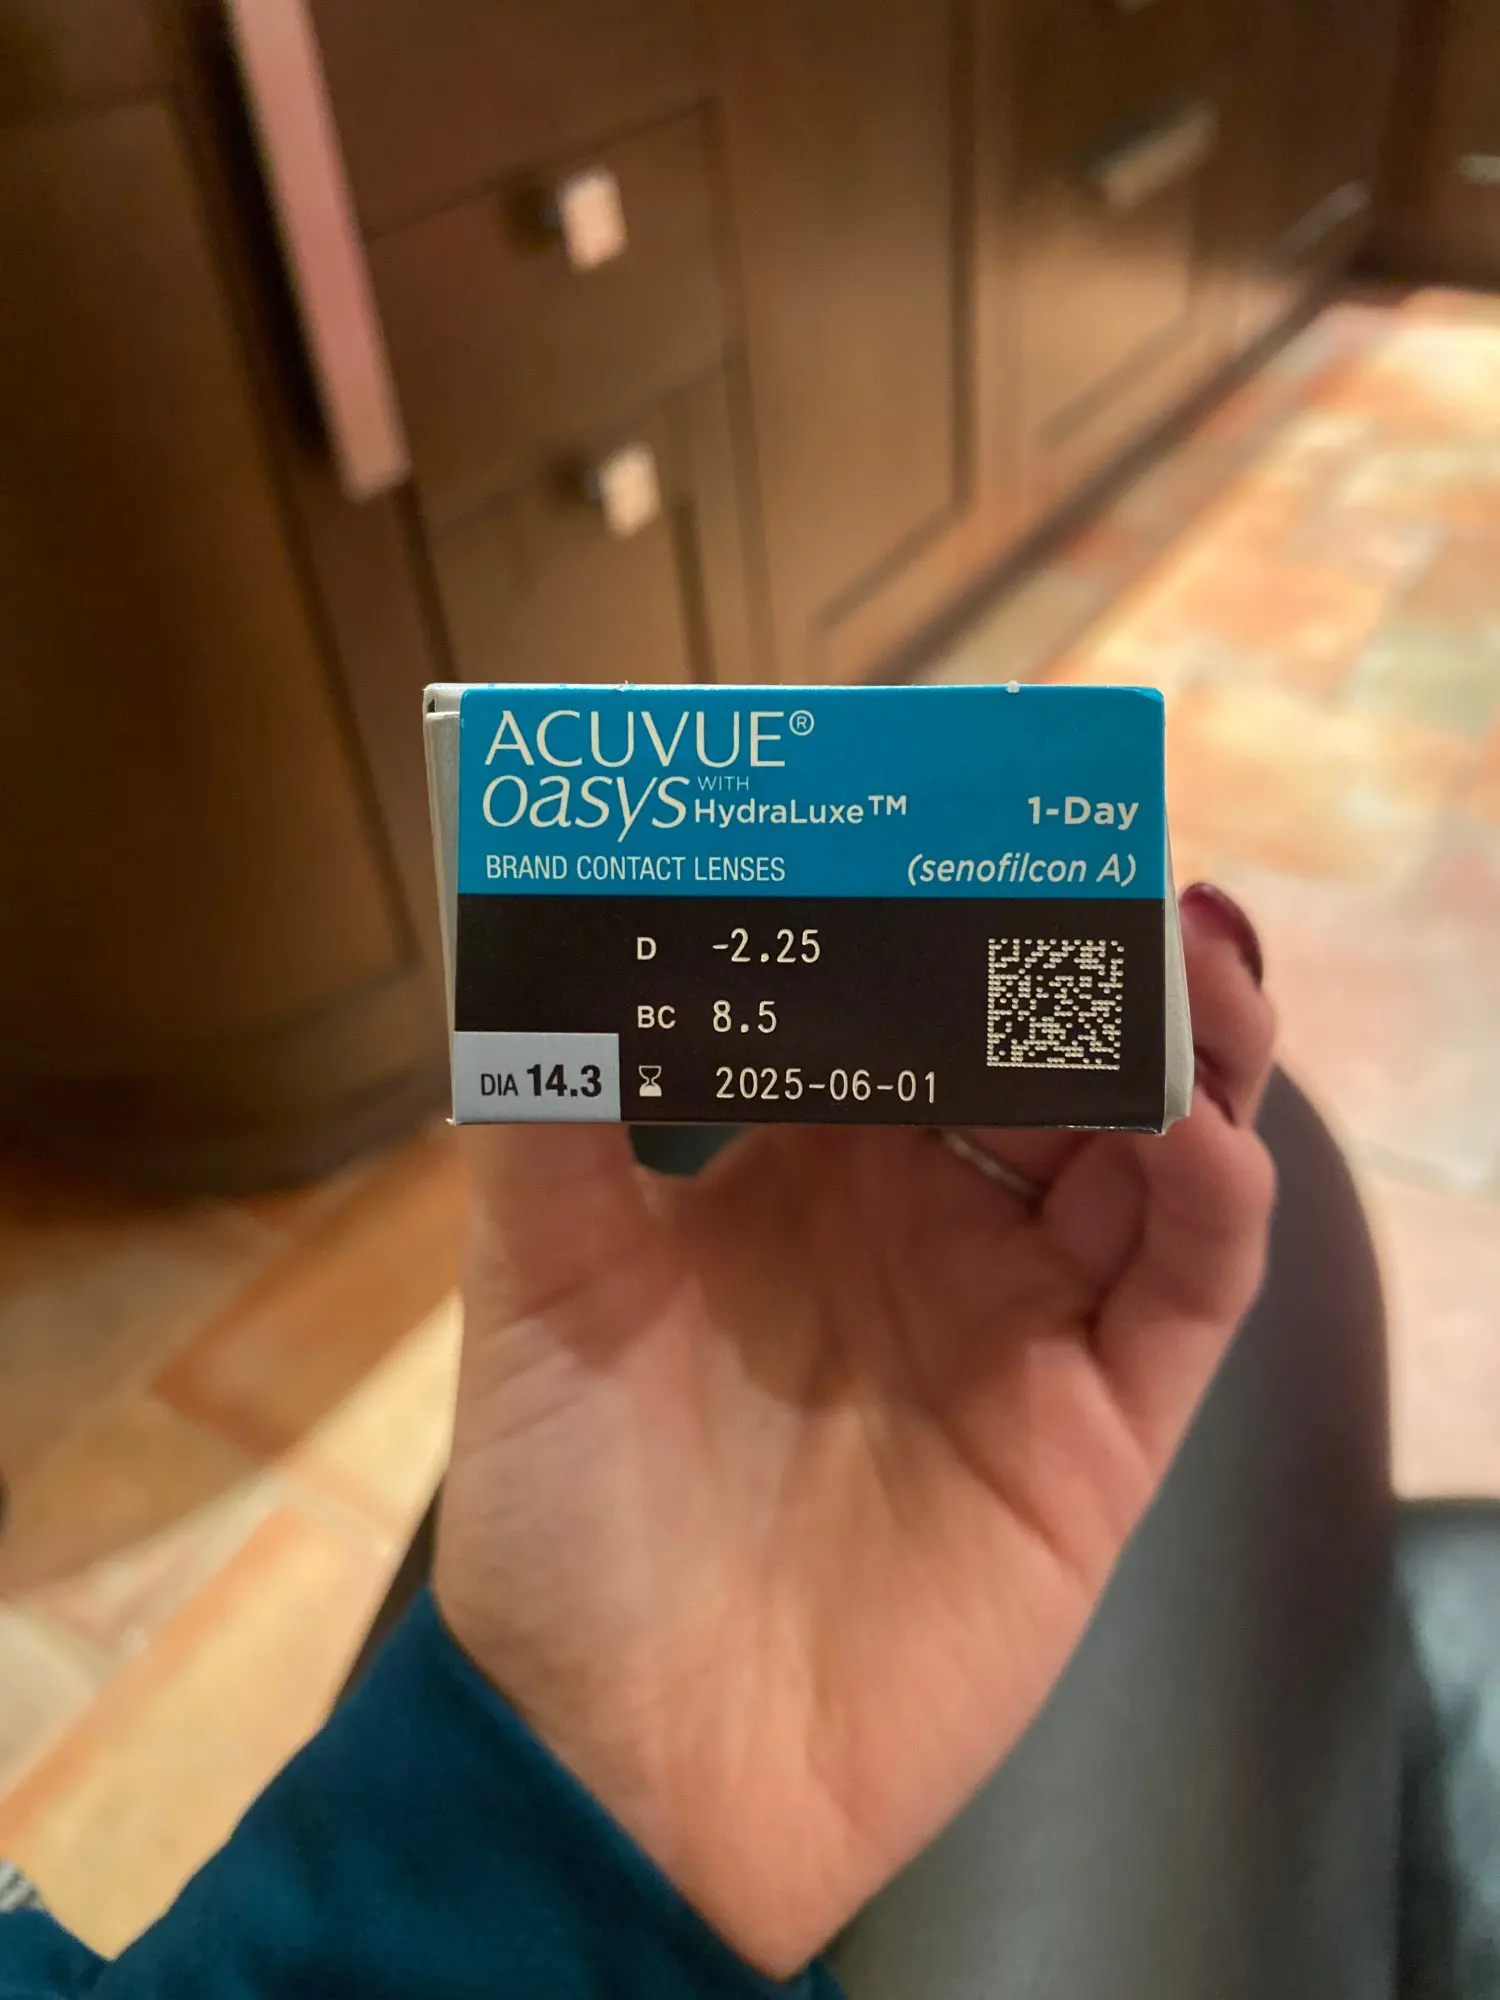 ACUVUE®
oasys WITH HydraLuxe™ 1-Day
BRAND CONTACT LENSES (senofilcon A)
D -2.25
BC 8.5
DIA 14.3 2025-06-01